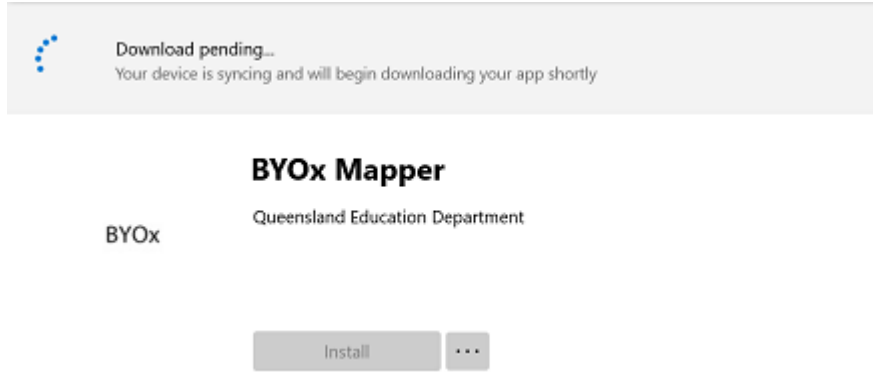 Download pending...
Your device is syncing and will begin downloading your app shortly
BYOx Mapper
Queensland Education Department
BYOx
Install
...